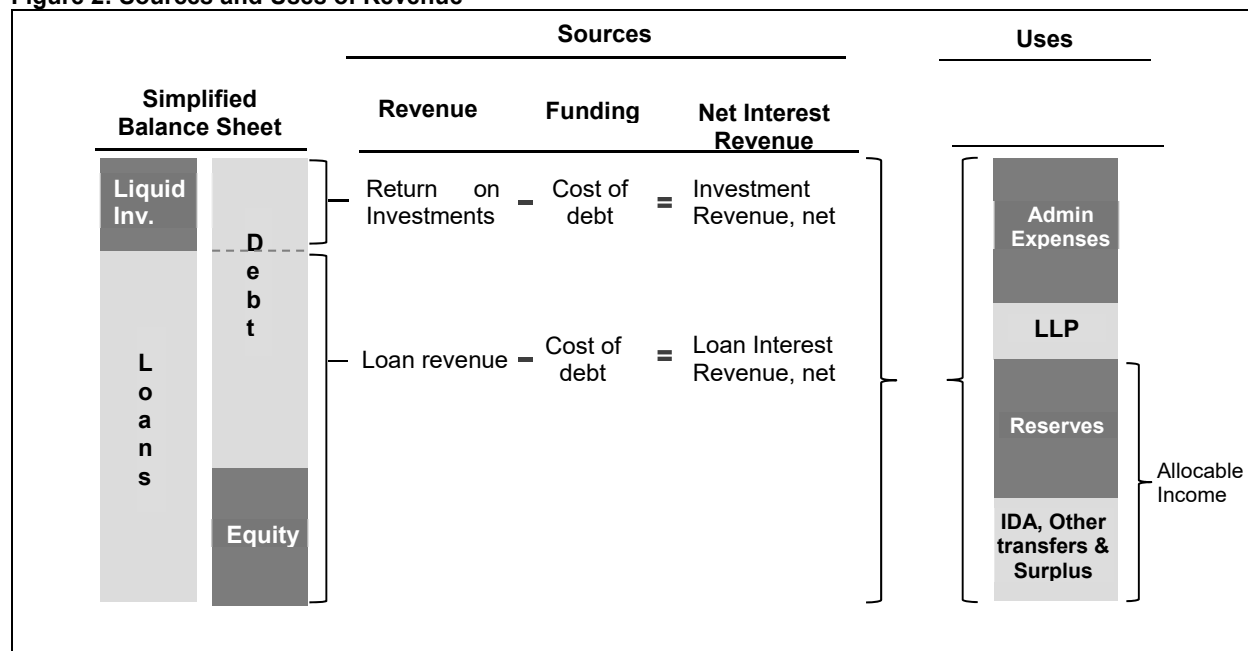 Figure 2: Sources and Uses of Revenue
Sources
Uses
Simplified
Balance Sheet
Revenue
Funding
Net Interest
Revenue
Liquid
Inv.
D
e
b
t
Return on
Investments
–
Cost of
debt
=
Investment
Revenue, net
L
o
a
n
s
Loan revenue
–
Cost of
debt
=
Loan Interest
Revenue, net
Equity
Admin
Expenses
LLP
Reserves
IDA, Other
transfers &
Surplus
Allocable
Income